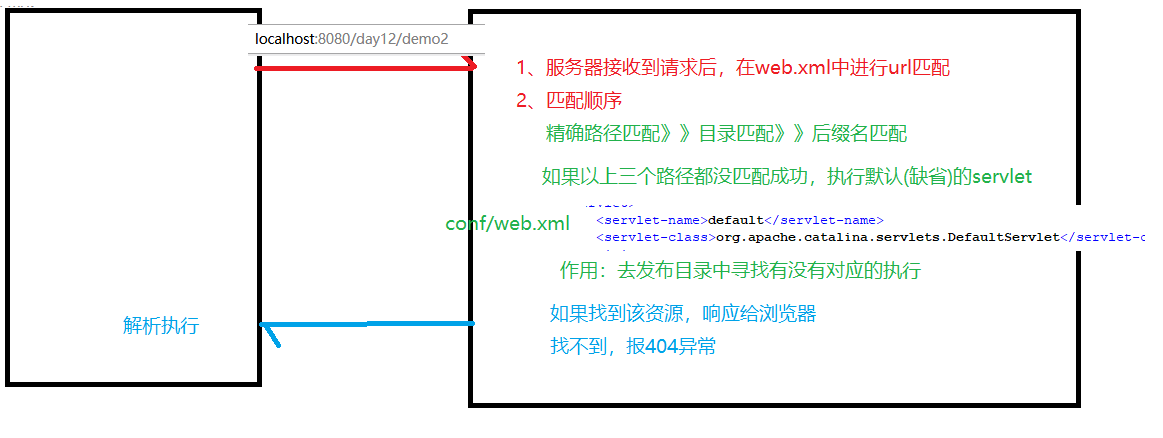 localhost:8080/day12/demo2
1、服务器接收到请求后，在web.xml中进行url匹配
2、匹配顺序
精确路径匹配》》目录匹配》》后缀名匹配
如果以上三个路径都没匹配成功，执行默认(缺省)的servlet
conf/web.xml
<servlet-name>default</servlet-name>
<servlet-class>org.apache.catalina.servlets.DefaultServlet</servlet-c
作用：去发布目录中寻找有没有对应的执行
如果找到该资源，响应给浏览器
找不到，报404异常
解析执行